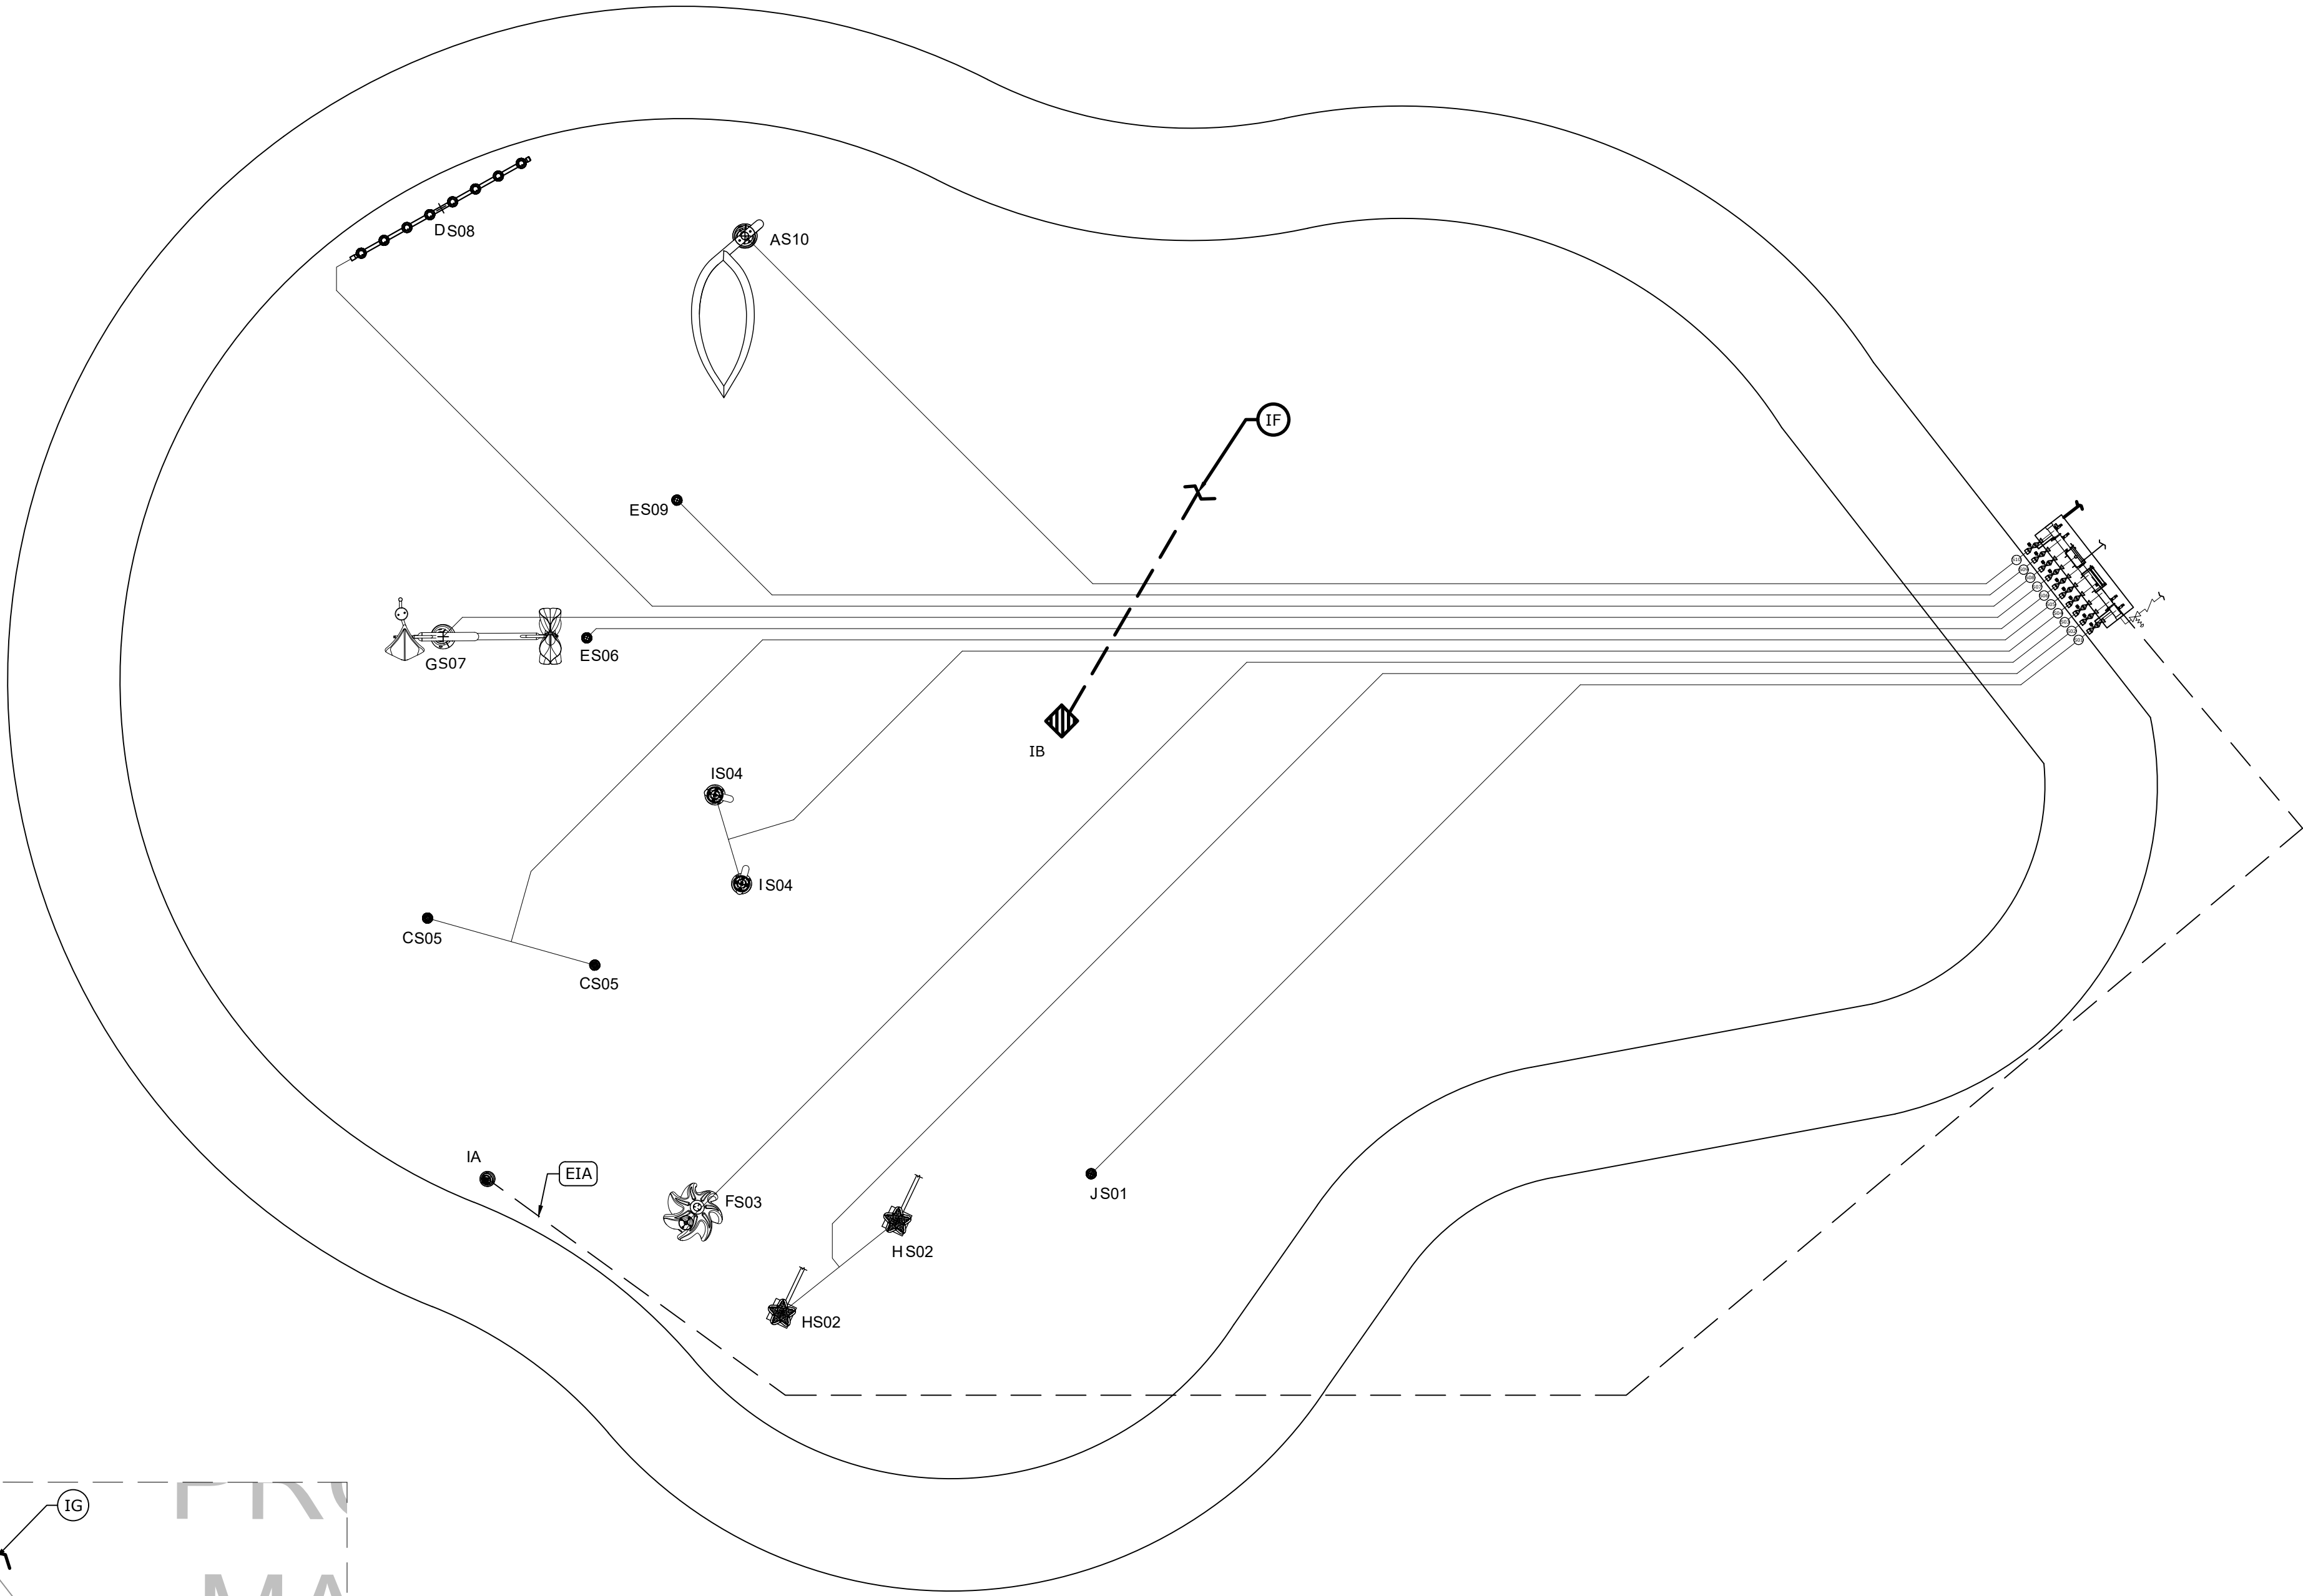 DS08
AS10
IF
ES09
GS07
ES06
IB
IS04
IS04
CS05
CS05
IA
EIA
FS03
JS01
HS02
HS02
IG